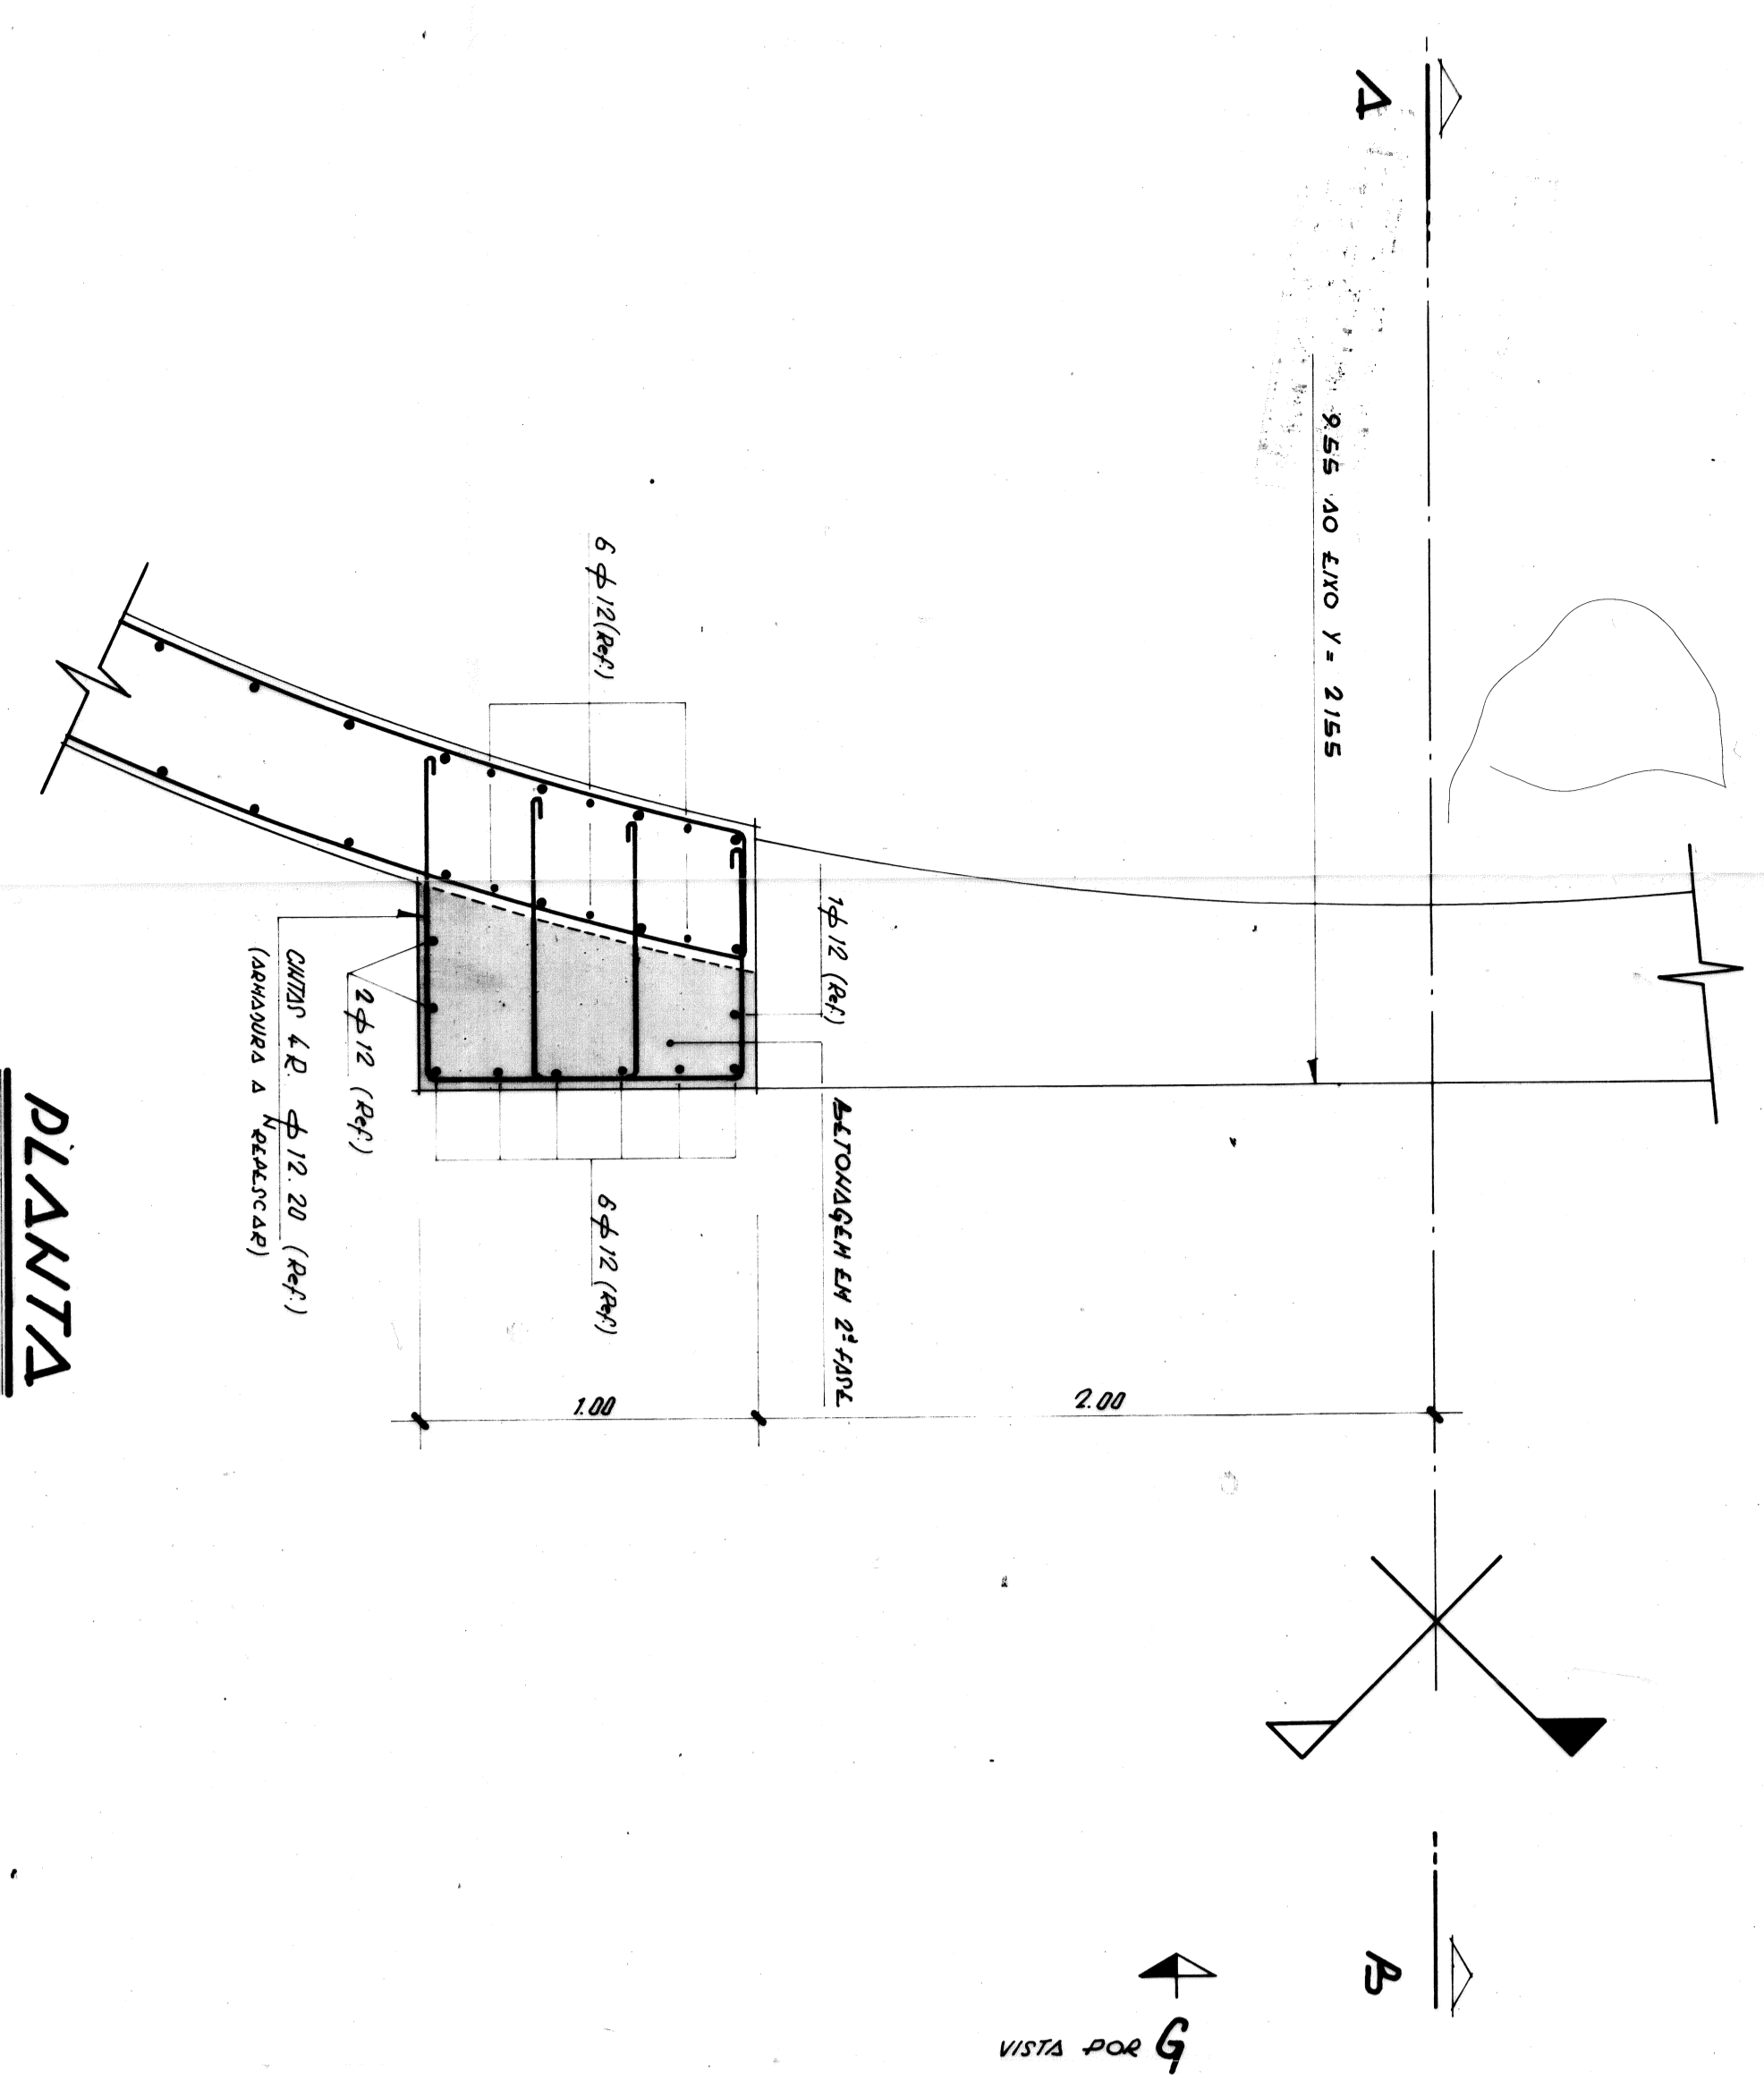 A
9.55 AO EIXO Y = 2155
6 ϕ 12 (Ref.)
1 ϕ 12 (Ref.)
BETONAGEM EM 2ª FASE
2 ϕ 12 (Ref.)
CINTAS 4R. ϕ 12.20 (Ref.)
(ARMADURA A
6 ϕ 12 (Ref.)
1.00
2.00
PLANTA
B
VISTA POR G